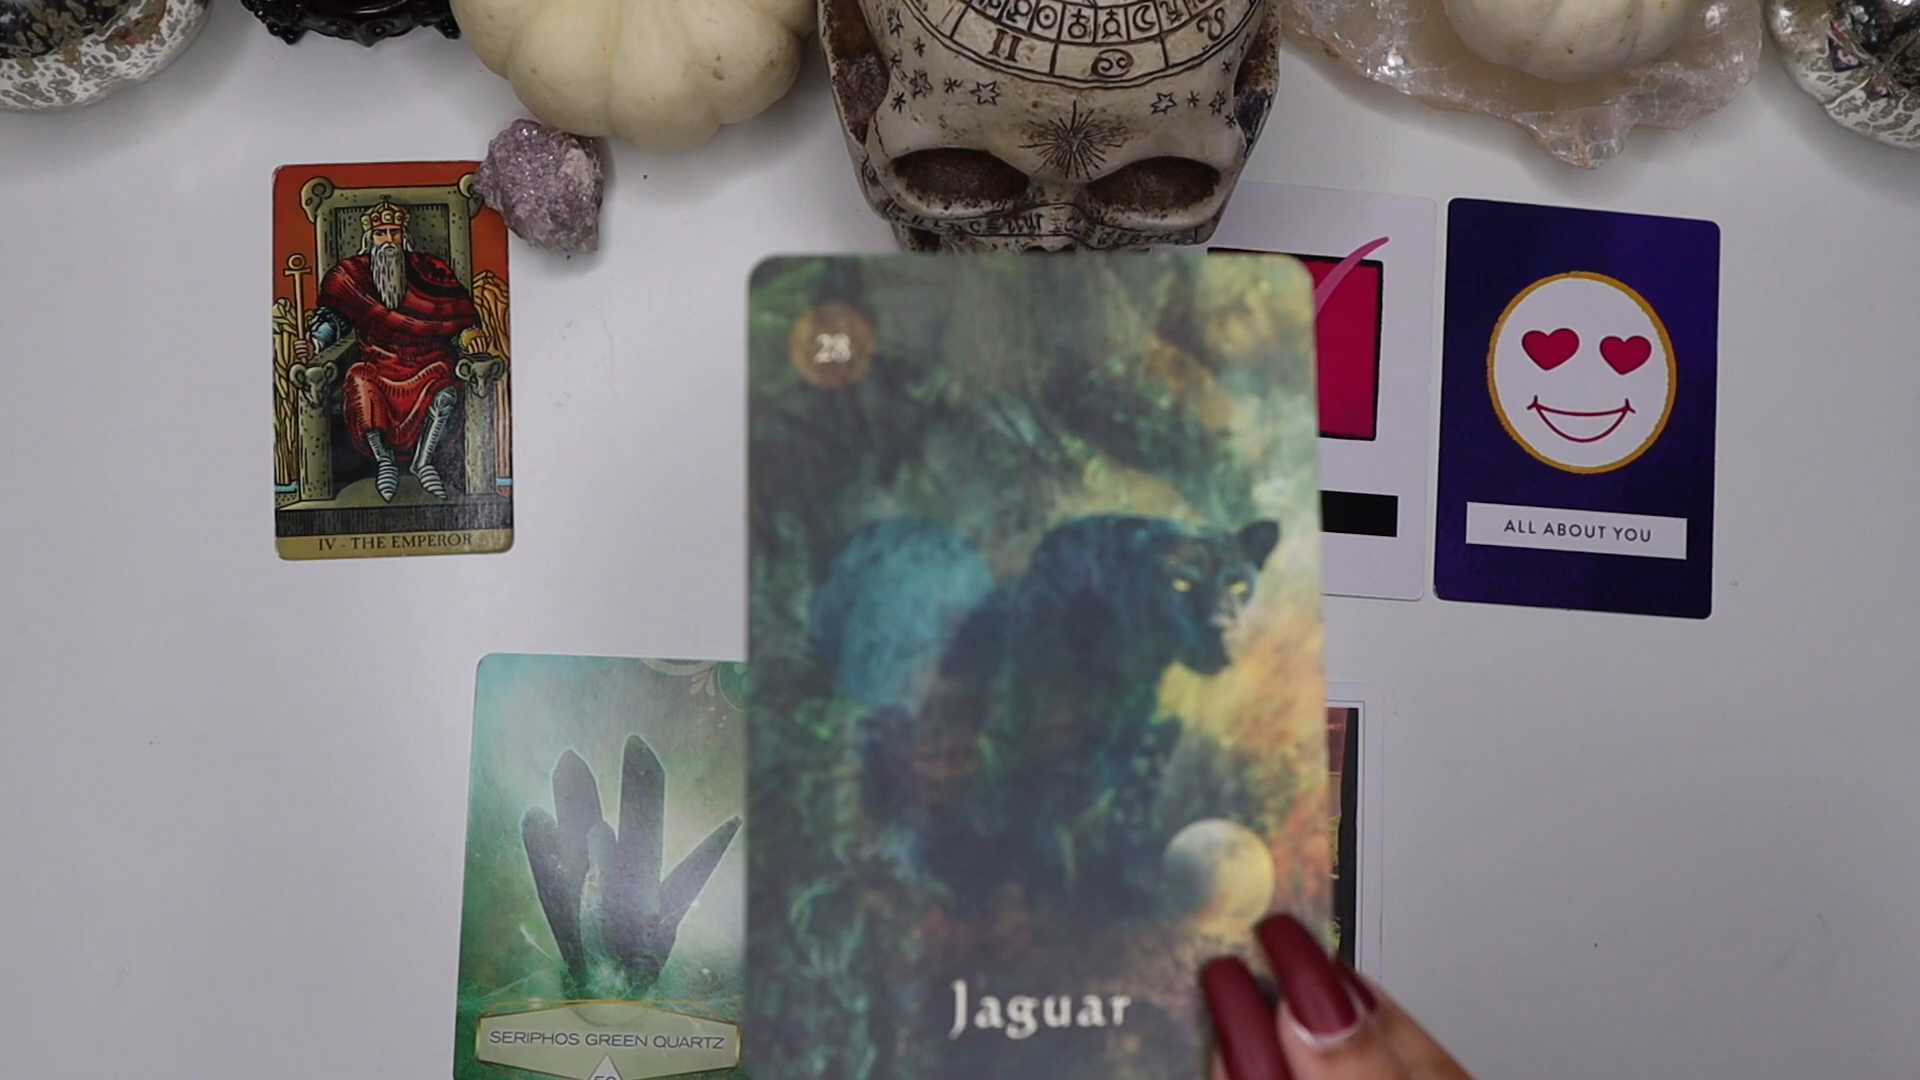 IV - THE EMPEROR
28
ALL ABOUT YOU
SERIPHOS GREEN QUARTZ
Jaguar